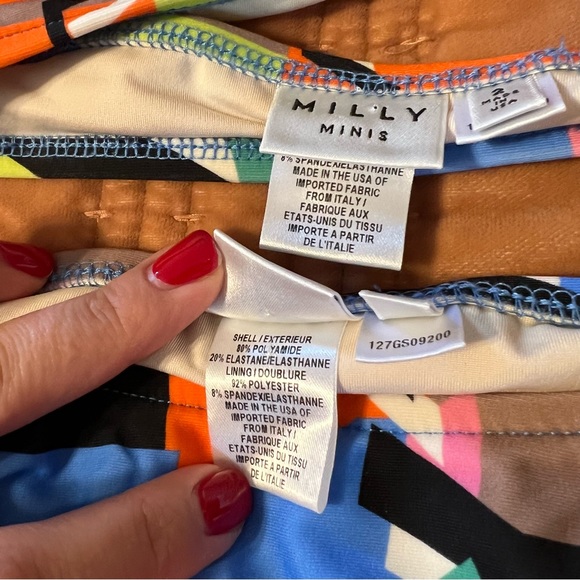 MILLY
MINIS
2
MADE
USA
8% SPANDEX/ELASTHANNE
MADE IN THE USA OF
IMPORTED FABRIC
FROM ITALY/
FABRIQUE AUX
ETATS-UNIS DU TISSU
IMPORTE A PARTIR
DE L'ITALIE
127GS09200
SHELL/EXTERIEUR
80% POLYAMIDE
20% ELASTANE/ELASTHANNE
LINING/DOUBLURE
92% POLYESTER
8% SPANDEX/ELASTHANNE
MADE IN THE USA OF
IMPORTED FABRIC
FROM ITALY/
FABRIQUE AUX
ETATS-UNIS DU TISSU
IMPORTE A PARTIR
DE L'ITALIE